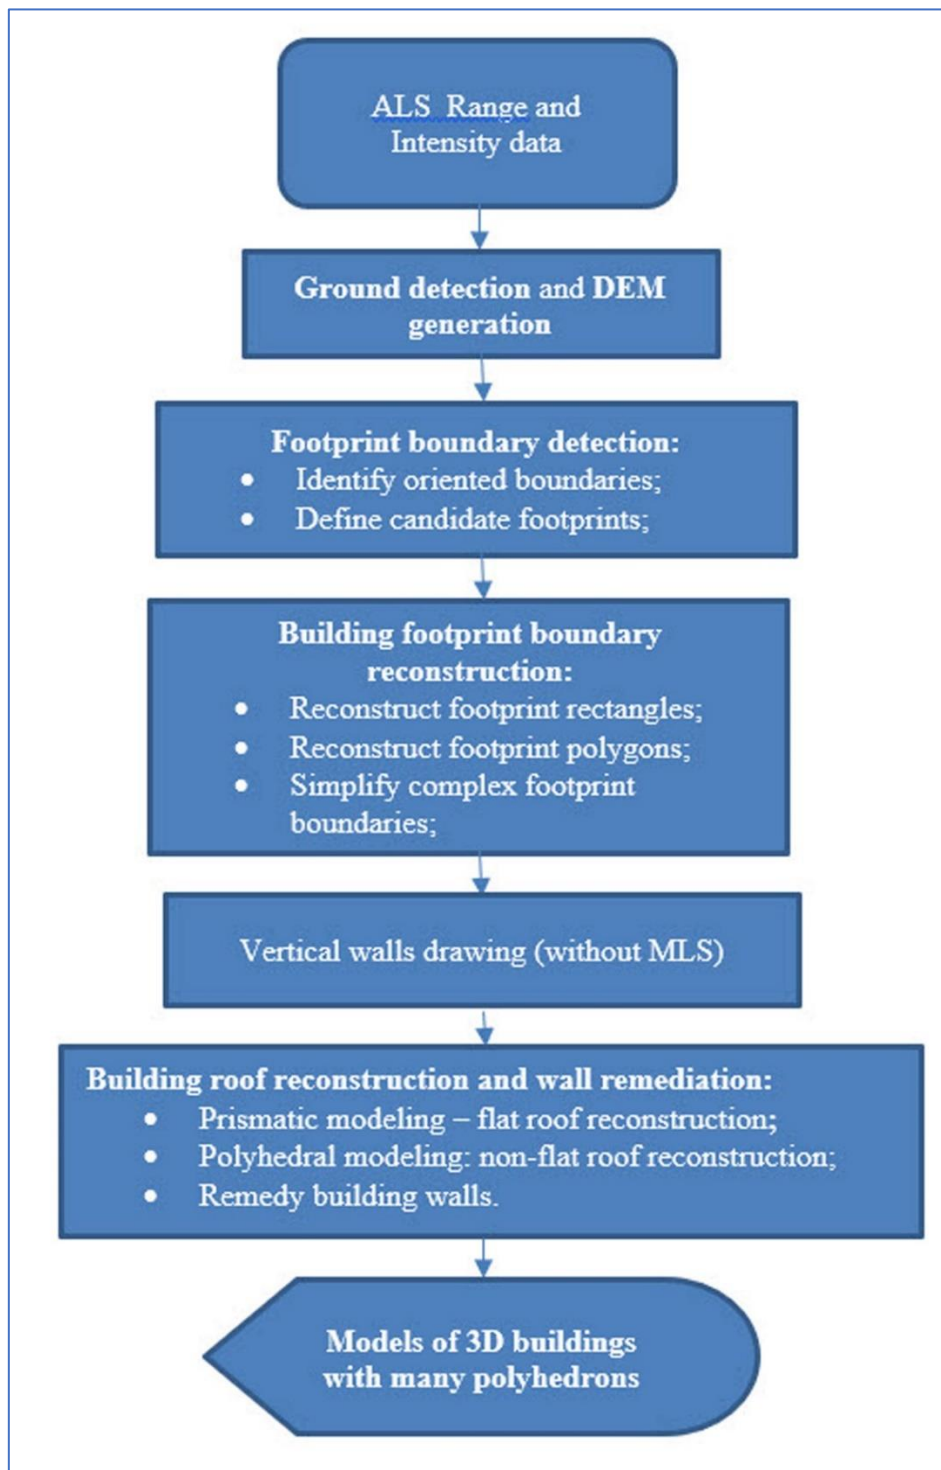 ALS  Range and
Intensity data
Ground detection and DEM
generation
Footprint boundary detection:
• Identify oriented boundaries;
• Define candidate footprints;
Building footprint boundary
reconstruction:
• Reconstruct footprint rectangles;
• Reconstruct footprint polygons;
• Simplify complex footprint
boundaries;
Vertical walls drawing (without MLS)
Building roof reconstruction and wall remediation:
• Prismatic modeling – flat roof reconstruction;
• Polyhedral modeling: non-flat roof reconstruction;
• Remedy building walls.
Models of 3D buildings
with many polyhedrons